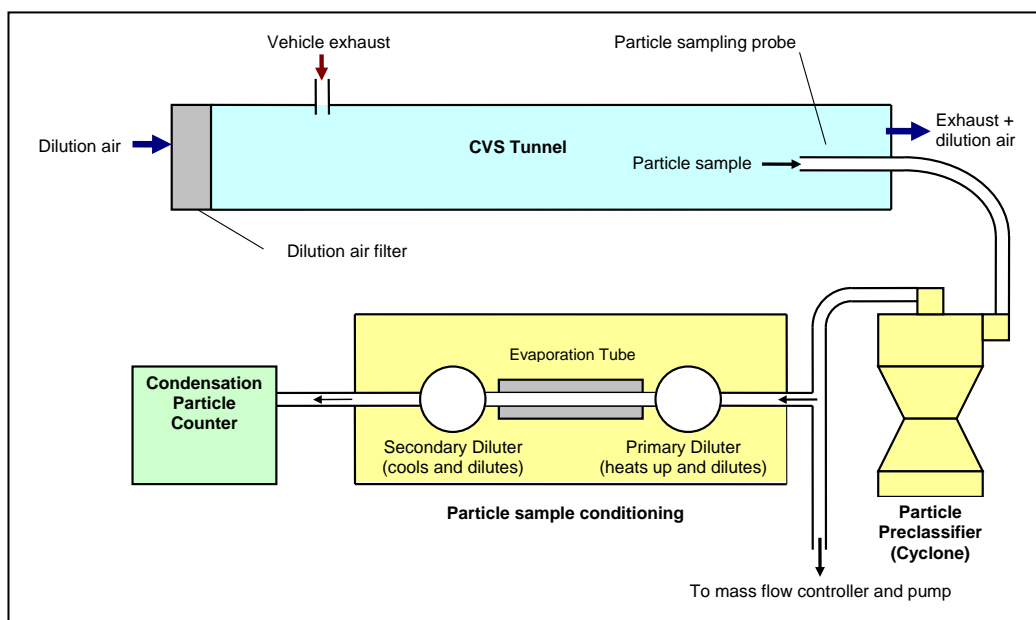 Vehicle exhaust
Particle sampling probe
Dilution air
CVS Tunnel
Exhaust +
dilution air
Particle sample
Dilution air filter
Evaporation Tube
Condensation
Particle
Counter
Secondary Diluter
(cools and dilutes)
Primary Diluter
(heats up and dilutes)
Particle sample conditioning
Particle
Preclassifier
(Cyclone)
To mass flow controller and pump